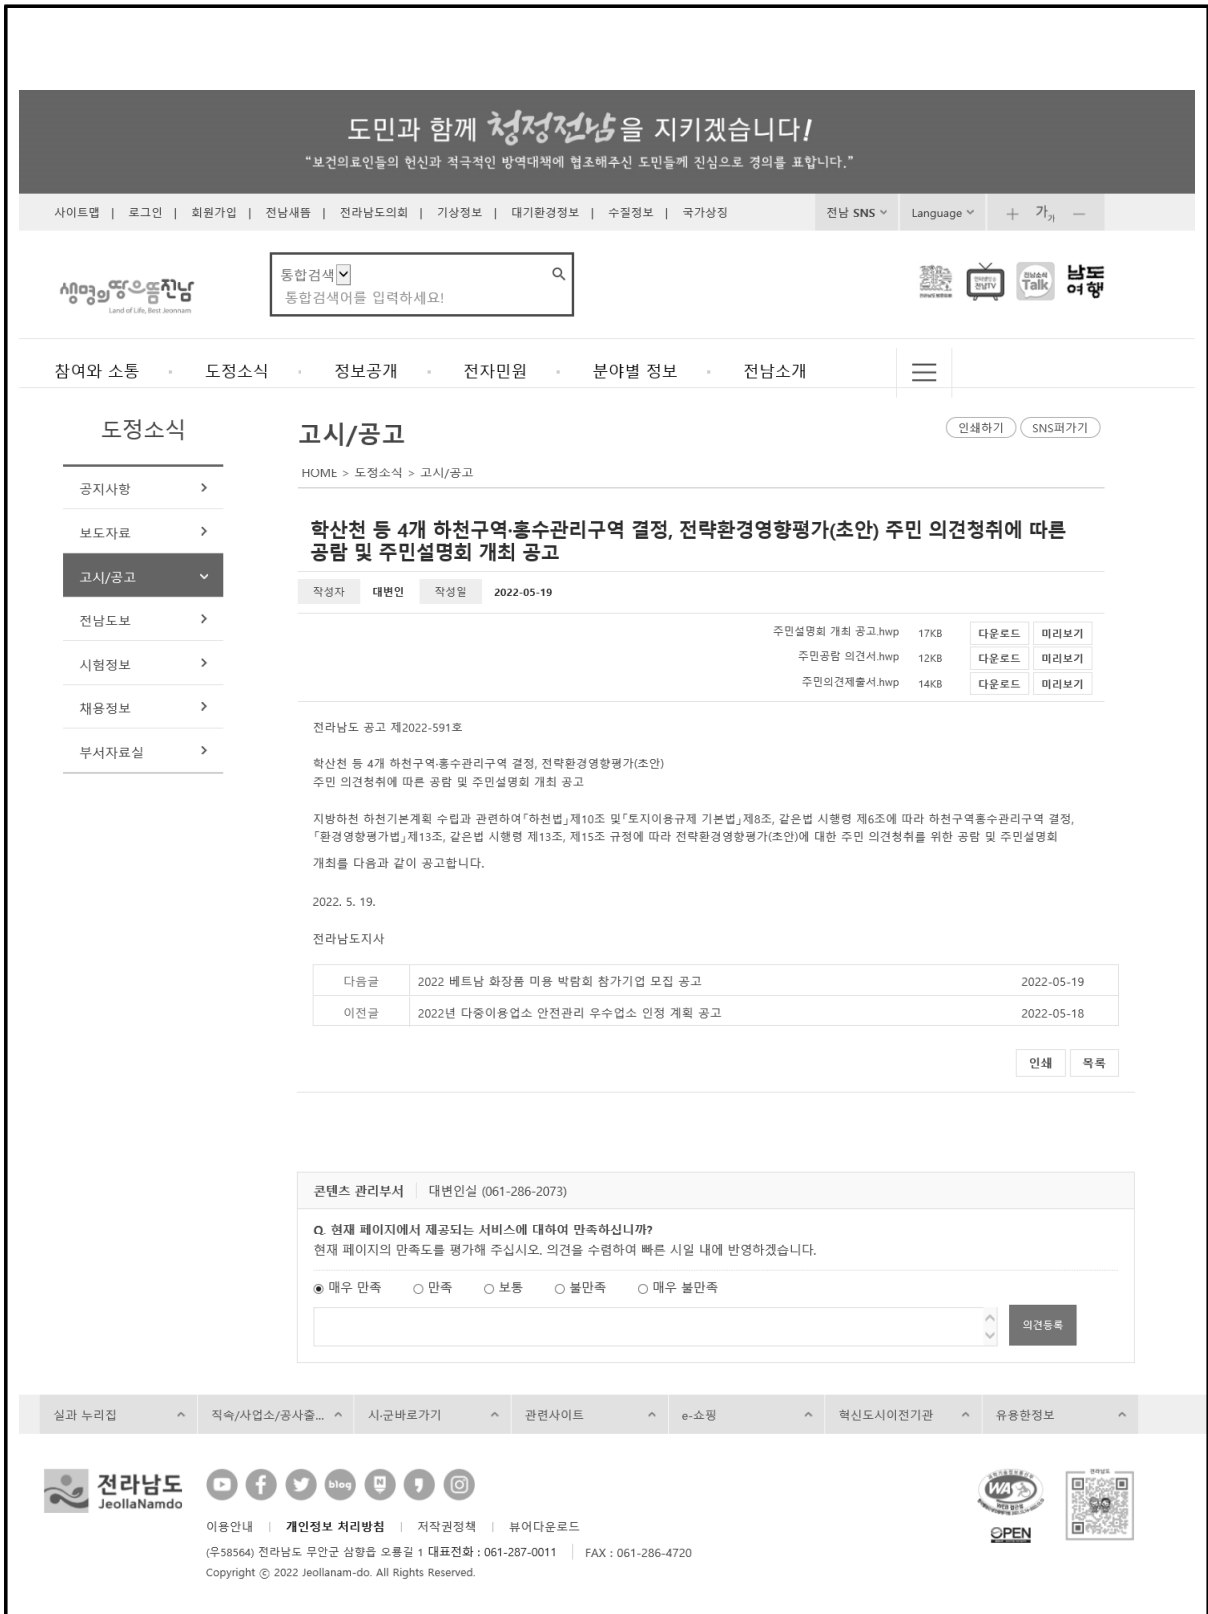 도민과 함께 청정전남을 지키겠습니다!
“보건의료인들의 헌신과 적극적인 방역대책에 협조해주신 도민들께 진심으로 경의를 표합니다.”
사이트맵 | 로그인 | 회원가입 | 전남새뜸 | 전라남도의회 | 기상정보 | 대기환경정보 | 수질정보 | 국가상징 전남 SNS Language + 가가 −
생명의땅으뜸전남
Land of Life, Best Jeonnam
통합검색
통합검색어를 입력하세요!
전남TV
전남소식 Talk
남도
여행
참여와 소통 · 도정소식 · 정보공개 · 전자민원 · 분야별 정보 · 전남소개
도정소식
공지사항
보도자료
고시/공고
전남도보
시험정보
채용정보
부서자료실
고시/공고
인쇄하기 SNS퍼가기
HOME > 도정소식 > 고시/공고
학산천 등 4개 하천구역·홍수관리구역 결정, 전략환경영향평가(초안) 주민 의견청취에 따른
공람 및 주민설명회 개최 공고
작성자 대변인 작성일 2022-05-19
주민설명회 개최 공고.hwp 17KB 다운로드 미리보기
주민공람 의견서.hwp 12KB 다운로드 미리보기
주민의견제출서.hwp 14KB 다운로드 미리보기
전라남도 공고 제2022-591호
학산천 등 4개 하천구역·홍수관리구역 결정, 전략환경영향평가(초안)
주민 의견청취에 따른 공람 및 주민설명회 개최 공고
지방하천 하천기본계획 수립과 관련하여「하천법」제10조 및「토지이용규제 기본법」제8조, 같은법 시행령 제6조에 따라 하천구역홍수관리구역 결정,
「환경영향평가법」제13조, 같은법 시행령 제13조, 제15조 규정에 따라 전략환경영향평가(초안)에 대한 주민 의견청취를 위한 공람 및 주민설명회
개최를 다음과 같이 공고합니다.
2022. 5. 19.
전라남도지사
다음글 2022 베트남 화장품 미용 박람회 참가기업 모집 공고 2022-05-19
이전글 2022년 다중이용업소 안전관리 우수업소 인정 계획 공고 2022-05-18
인쇄 목록
콘텐츠 관리부서 대변인실 (061-286-2073)
Q. 현재 페이지에서 제공되는 서비스에 대하여 만족하십니까?
현재 페이지의 만족도를 평가해 주십시오. 의견을 수렴하여 빠른 시일 내에 반영하겠습니다.
매우 만족 만족 보통 불만족 매우 불만족
의견등록
실과 누리집 직속/사업소/공사출... 시·군바로가기 관련사이트 e-쇼핑 혁신도시이전기관 유용한정보
전라남도
JeollaNamdo
blog
이용안내 | 개인정보 처리방침 | 저작권정책 | 뷰어다운로드
(우58564) 전라남도 무안군 삼향읍 오룡길 1 대표전화 : 061-287-0011 | FAX : 061-286-4720
Copyright ⓒ 2022 Jeollanam-do. All Rights Reserved.
WA
WEB 접근성
OPEN
전라남도